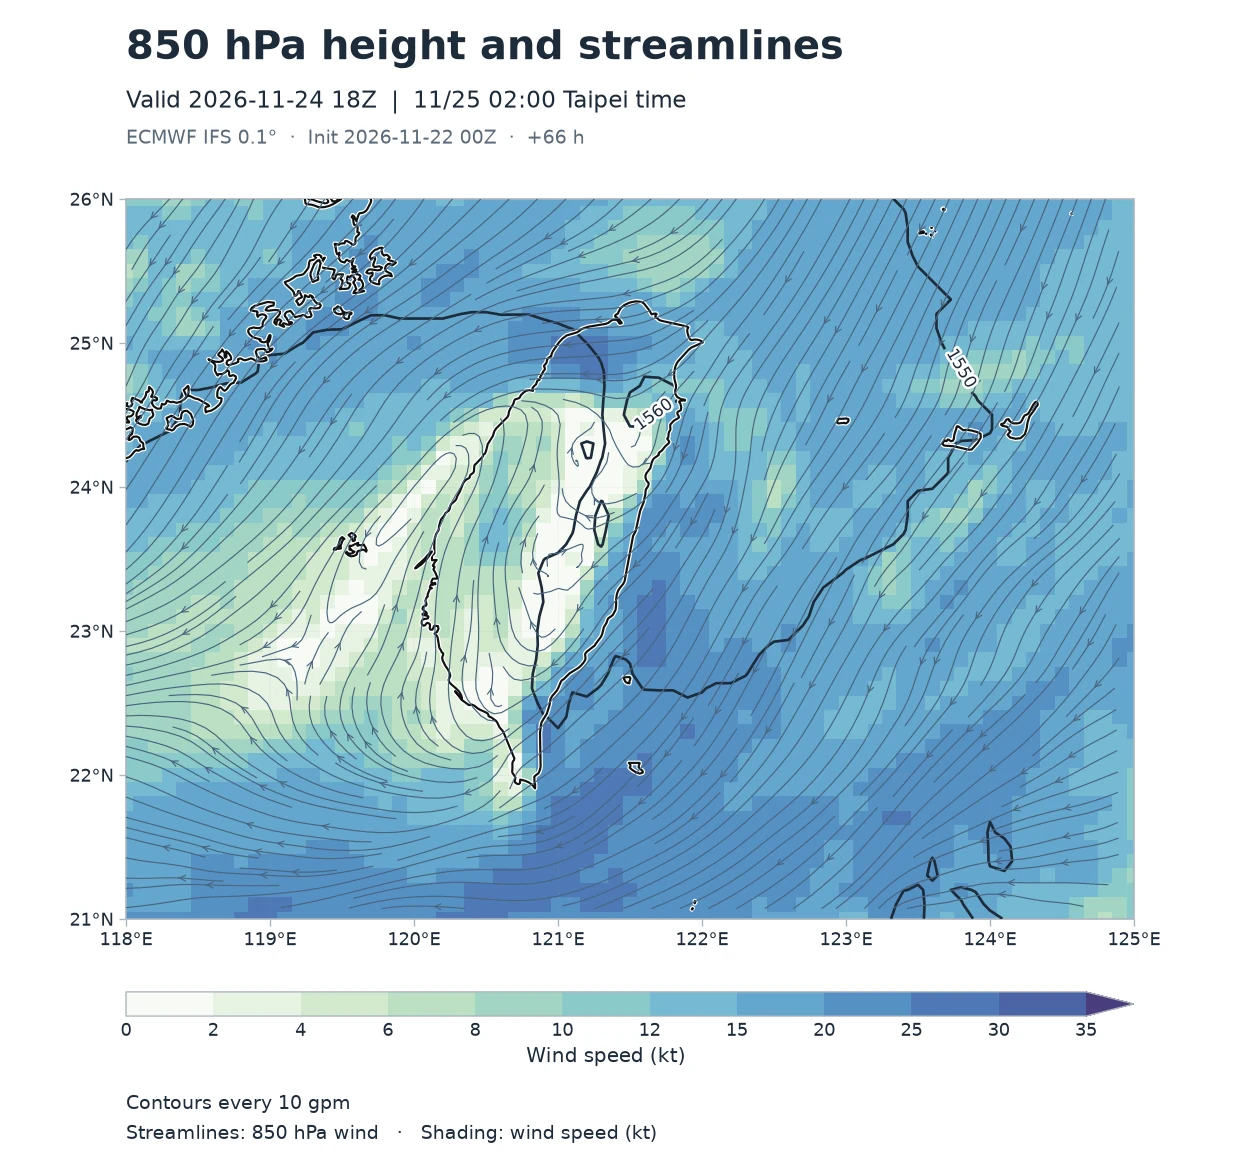 850 hPa height and streamlines
Valid 2026-11-24 18Z | 11/25 02:00 Taipei time
ECMWF IFS 0.1° · Init 2026-11-22 00Z · +66 h
26°N
25°N
24°N
23°N
22°N
21°N
1550
1560
118°E 119°E 120°E 121°E 122°E 123°E 124°E 125°E
0 2 4 6 8 10 12 15 20 25 30 35
Wind speed (kt)
Contours every 10 gpm
Streamlines: 850 hPa wind · Shading: wind speed (kt)